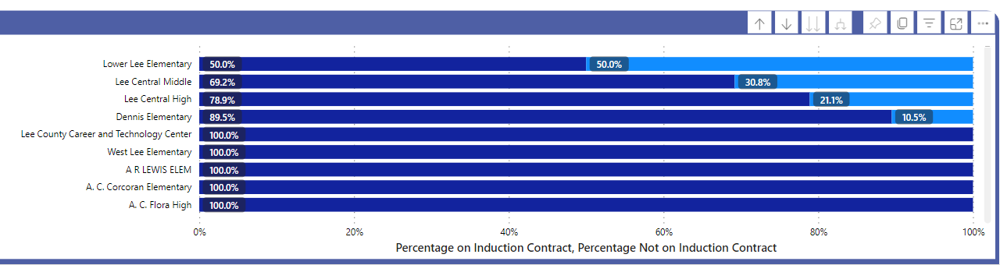 Lower Lee Elementary 50.0% 50.0%
Lee Central Middle 69.2% 30.8%
Lee Central High 78.9% 21.1%
Dennis Elementary 89.5% 10.5%
Lee County Career and Technology Center 100.0%
West Lee Elementary 100.0%
A R LEWIS ELEM 100.0%
A. C. Corcoran Elementary 100.0%
A. C. Flora High 100.0%
0% 20% 40% 60% 80% 100%
Percentage on Induction Contract, Percentage Not on Induction Contract